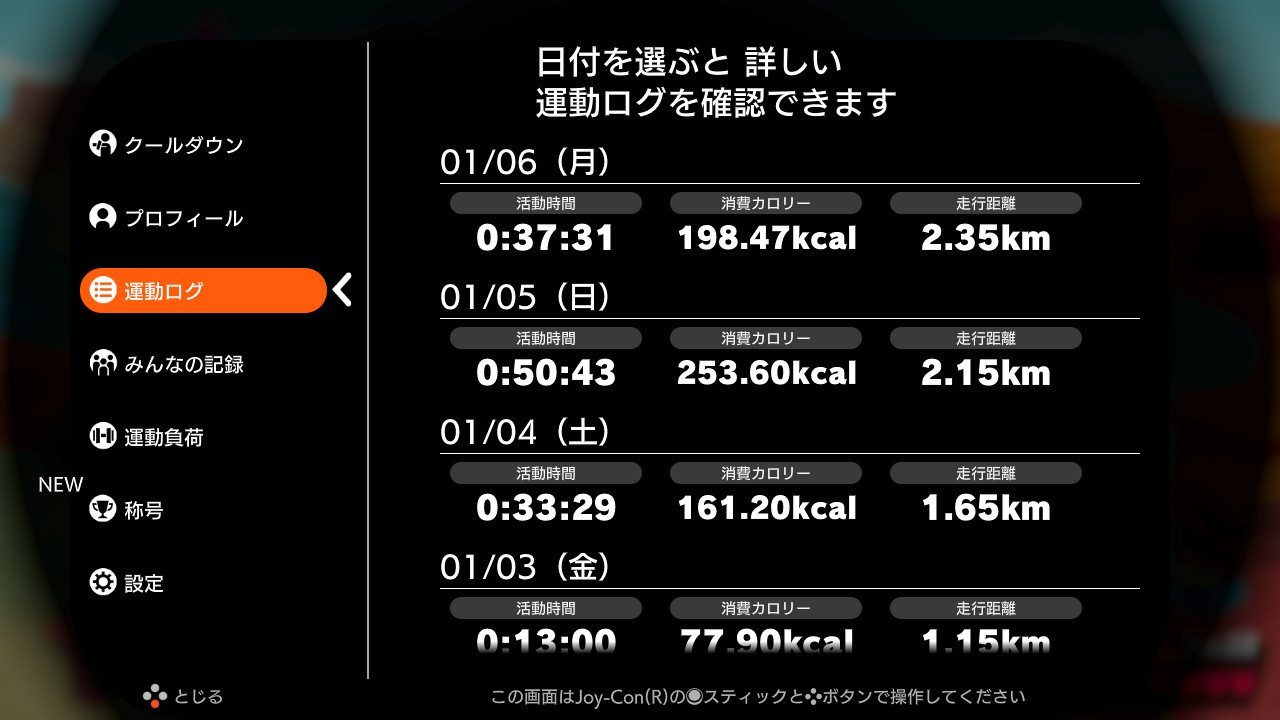 日付を選ぶと 詳しい
運動ログを確認できます
クールダウン
プロフィール
運動ログ
みんなの記録
運動負荷
NEW
称号
設定
01/06（月）
活動時間 消費カロリー 走行距離
0:37:31 198.47kcal 2.35km
01/05（日）
活動時間 消費カロリー 走行距離
0:50:43 253.60kcal 2.15km
01/04（土）
活動時間 消費カロリー 走行距離
0:33:29 161.20kcal 1.65km
01/03（金）
活動時間 消費カロリー 走行距離
0:13:00 77.90kcal 1.15km
とじる
この画面はJoy-Con(R)のスティックとボタンで操作してください